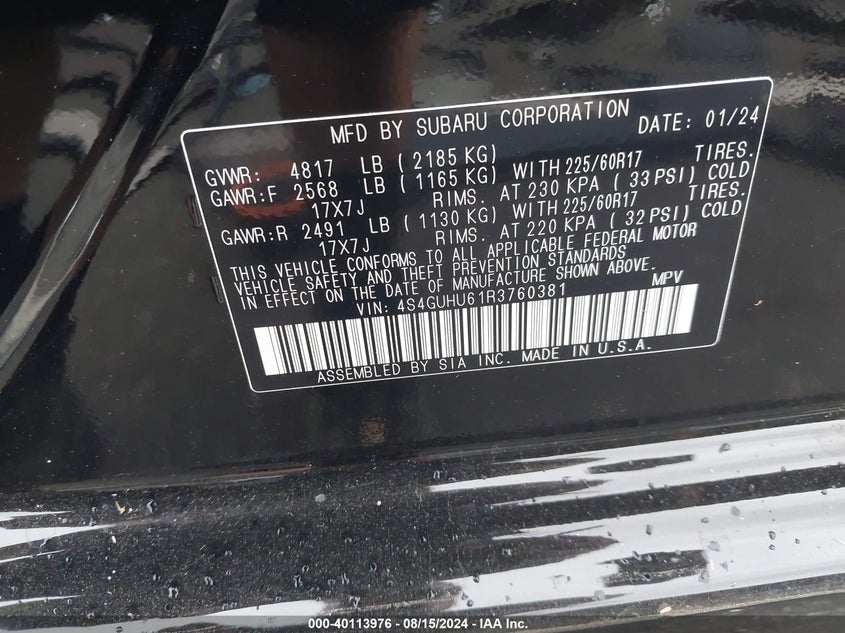 MFD BY SUBARU CORPORATION DATE: 01/24
GVWR: 4817 LB (2185 KG)
GAWR:F 2568 LB (1165 KG) WITH 225/60R17 TIRES.
17X7J RIMS. AT 230 KPA (33 PSI) COLD
GAWR:R 2491 LB (1130 KG) WITH 225/60R17 TIRES.
17X7J RIMS. AT 220 KPA (32 PSI) COLD
THIS VEHICLE CONFORMS TO ALL APPLICABLE FEDERAL MOTOR
VEHICLE SAFETY AND THEFT PREVENTION STANDARDS
IN EFFECT ON THE DATE OF MANUFACTURE SHOWN ABOVE.
VIN: 4S4GUHU61R3760381 MPV
ASSEMBLED BY SIA INC. MADE IN U.S.A.
000-40113976 - 08/15/2024 - IAA Inc.